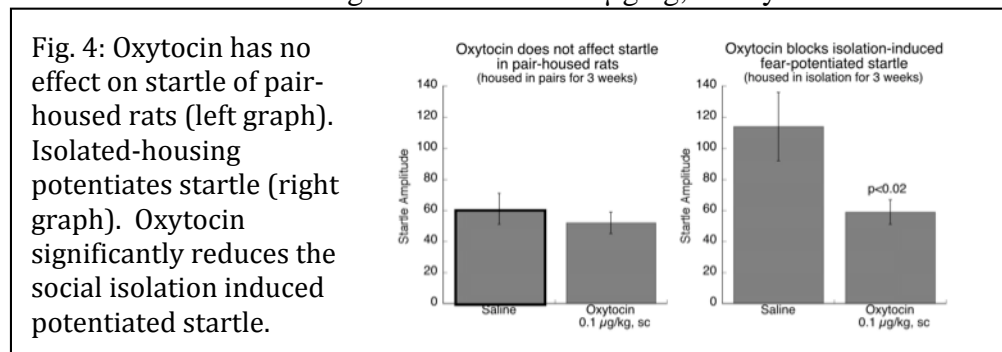 Fig. 4: Oxytocin has no
effect on startle of pair-
housed rats (left graph).
Isolated-housing
potentiates startle (right
graph).  Oxytocin
significantly reduces the
social isolation induced
potentiated startle.
Oxytocin does not affect startle
in pair-housed rats
(housed in pairs for 3 weeks)
Startle Amplitude
140
120
100
80
60
40
20
0
Saline
Oxytocin
0.1 µg/kg, sc
Oxytocin blocks isolation-induced
fear-potentiated startle
(housed in isolation for 3 weeks)
Startle Amplitude
140
120
100
80
60
40
20
0
p<0.02
Saline
Oxytocin
0.1 µg/kg, sc